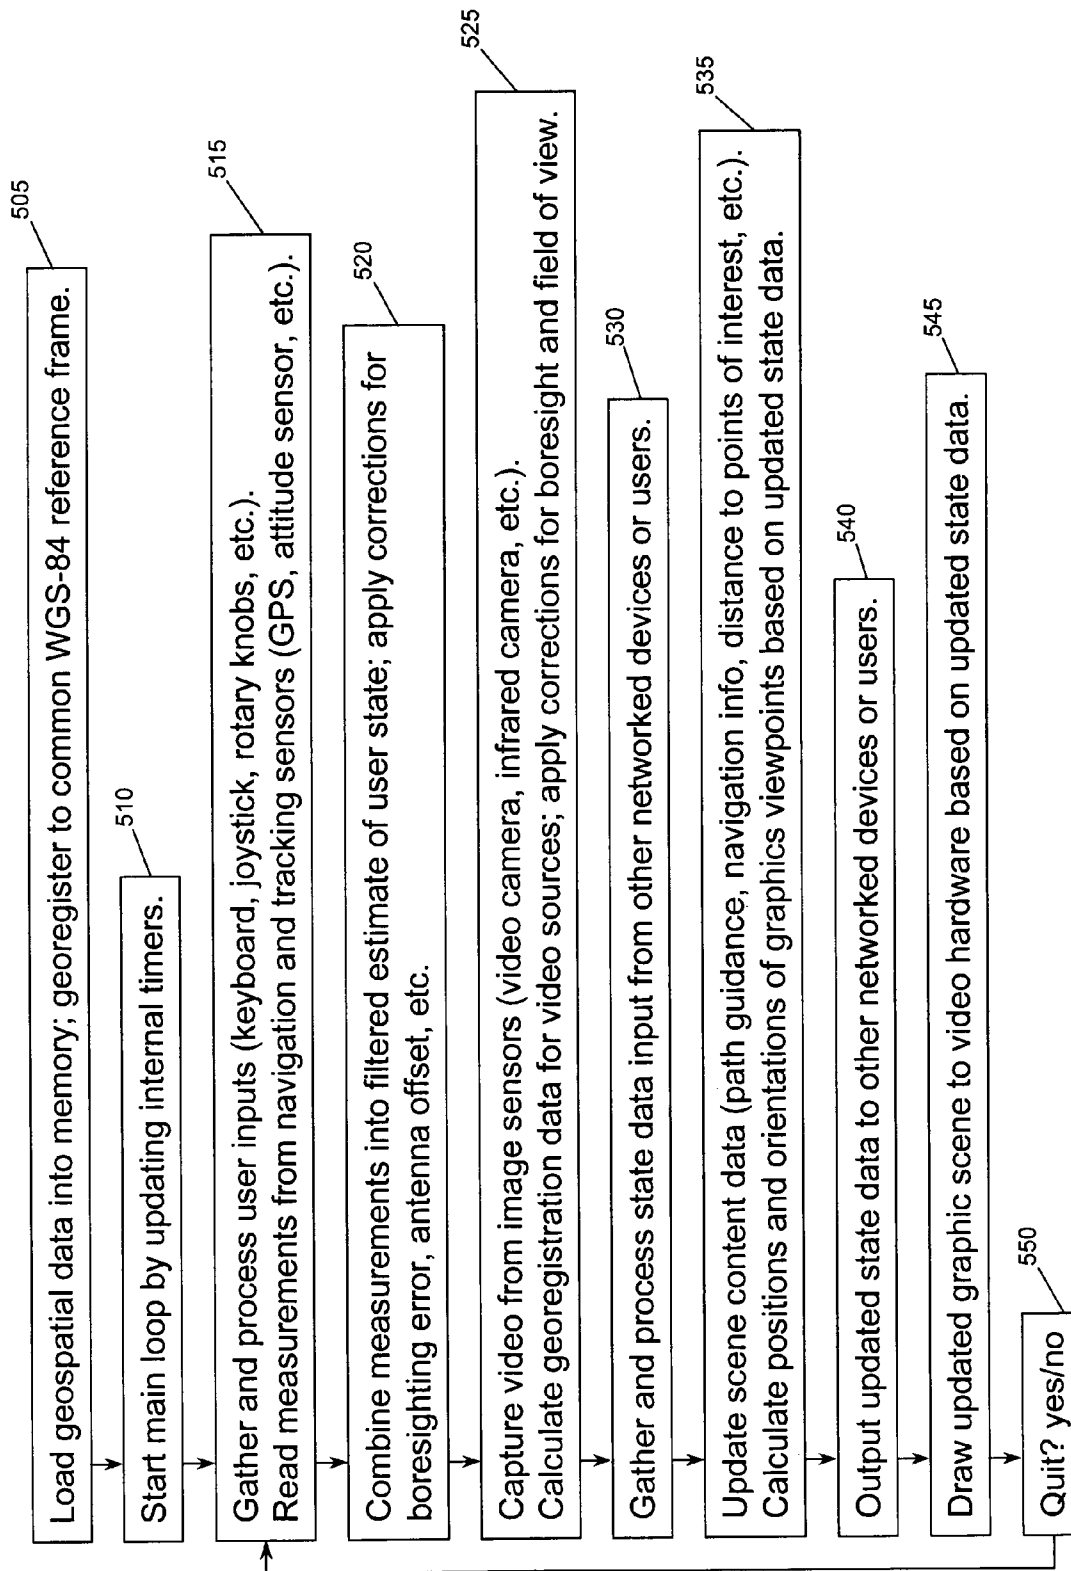 505
Load geospatial data into memory; georegister to common WGS-84 reference frame.
510
Start main loop by updating internal timers.
515
Gather and process user inputs (keyboard, joystick, rotary knobs, etc.).
Read measurements from navigation and tracking sensors (GPS, attitude sensor, etc.).
520
Combine measurements into filtered estimate of user state; apply corrections for
boresighting error, antenna offset, etc.
525
Capture video from image sensors (video camera, infrared camera, etc.)
Calculate georegistration data for video sources; apply corrections for boresight and field of view.
530
Gather and process state data input from other networked devices or users.
535
Update scene content data (path guidance, navigation info, distance to points of interest, etc.).
Calculate positions and orientations of graphics viewpoints based on updated state data.
540
Output updated state data to other networked devices or users.
545
Draw updated graphic scene to video hardware based on updated state data.
550
Quit? yes/no